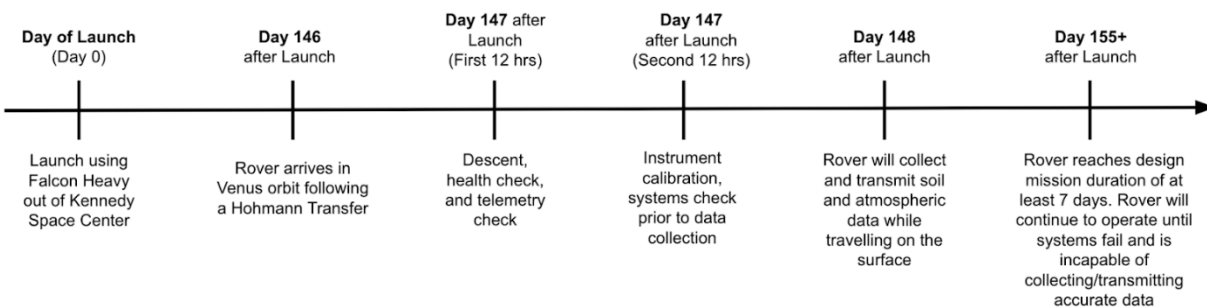 Day of Launch
(Day 0)
Launch using
Falcon Heavy
out of Kennedy
Space Center
Day 146
after Launch
Rover arrives in
Venus orbit following
a Hohmann Transfer
Day 147 after
Launch
(First 12 hrs)
Descent,
health check,
and telemetry
check
Day 147
after Launch
(Second 12 hrs)
Instrument
calibration,
systems check
prior to data
collection
Day 148
after Launch
Rover will collect
and transmit soil
and atmospheric
data while
travelling on the
surface
Day 155+
after Launch
Rover reaches design
mission duration of at
least 7 days. Rover will
continue to operate until
systems fail and is
incapable of
collecting/transmitting
accurate data